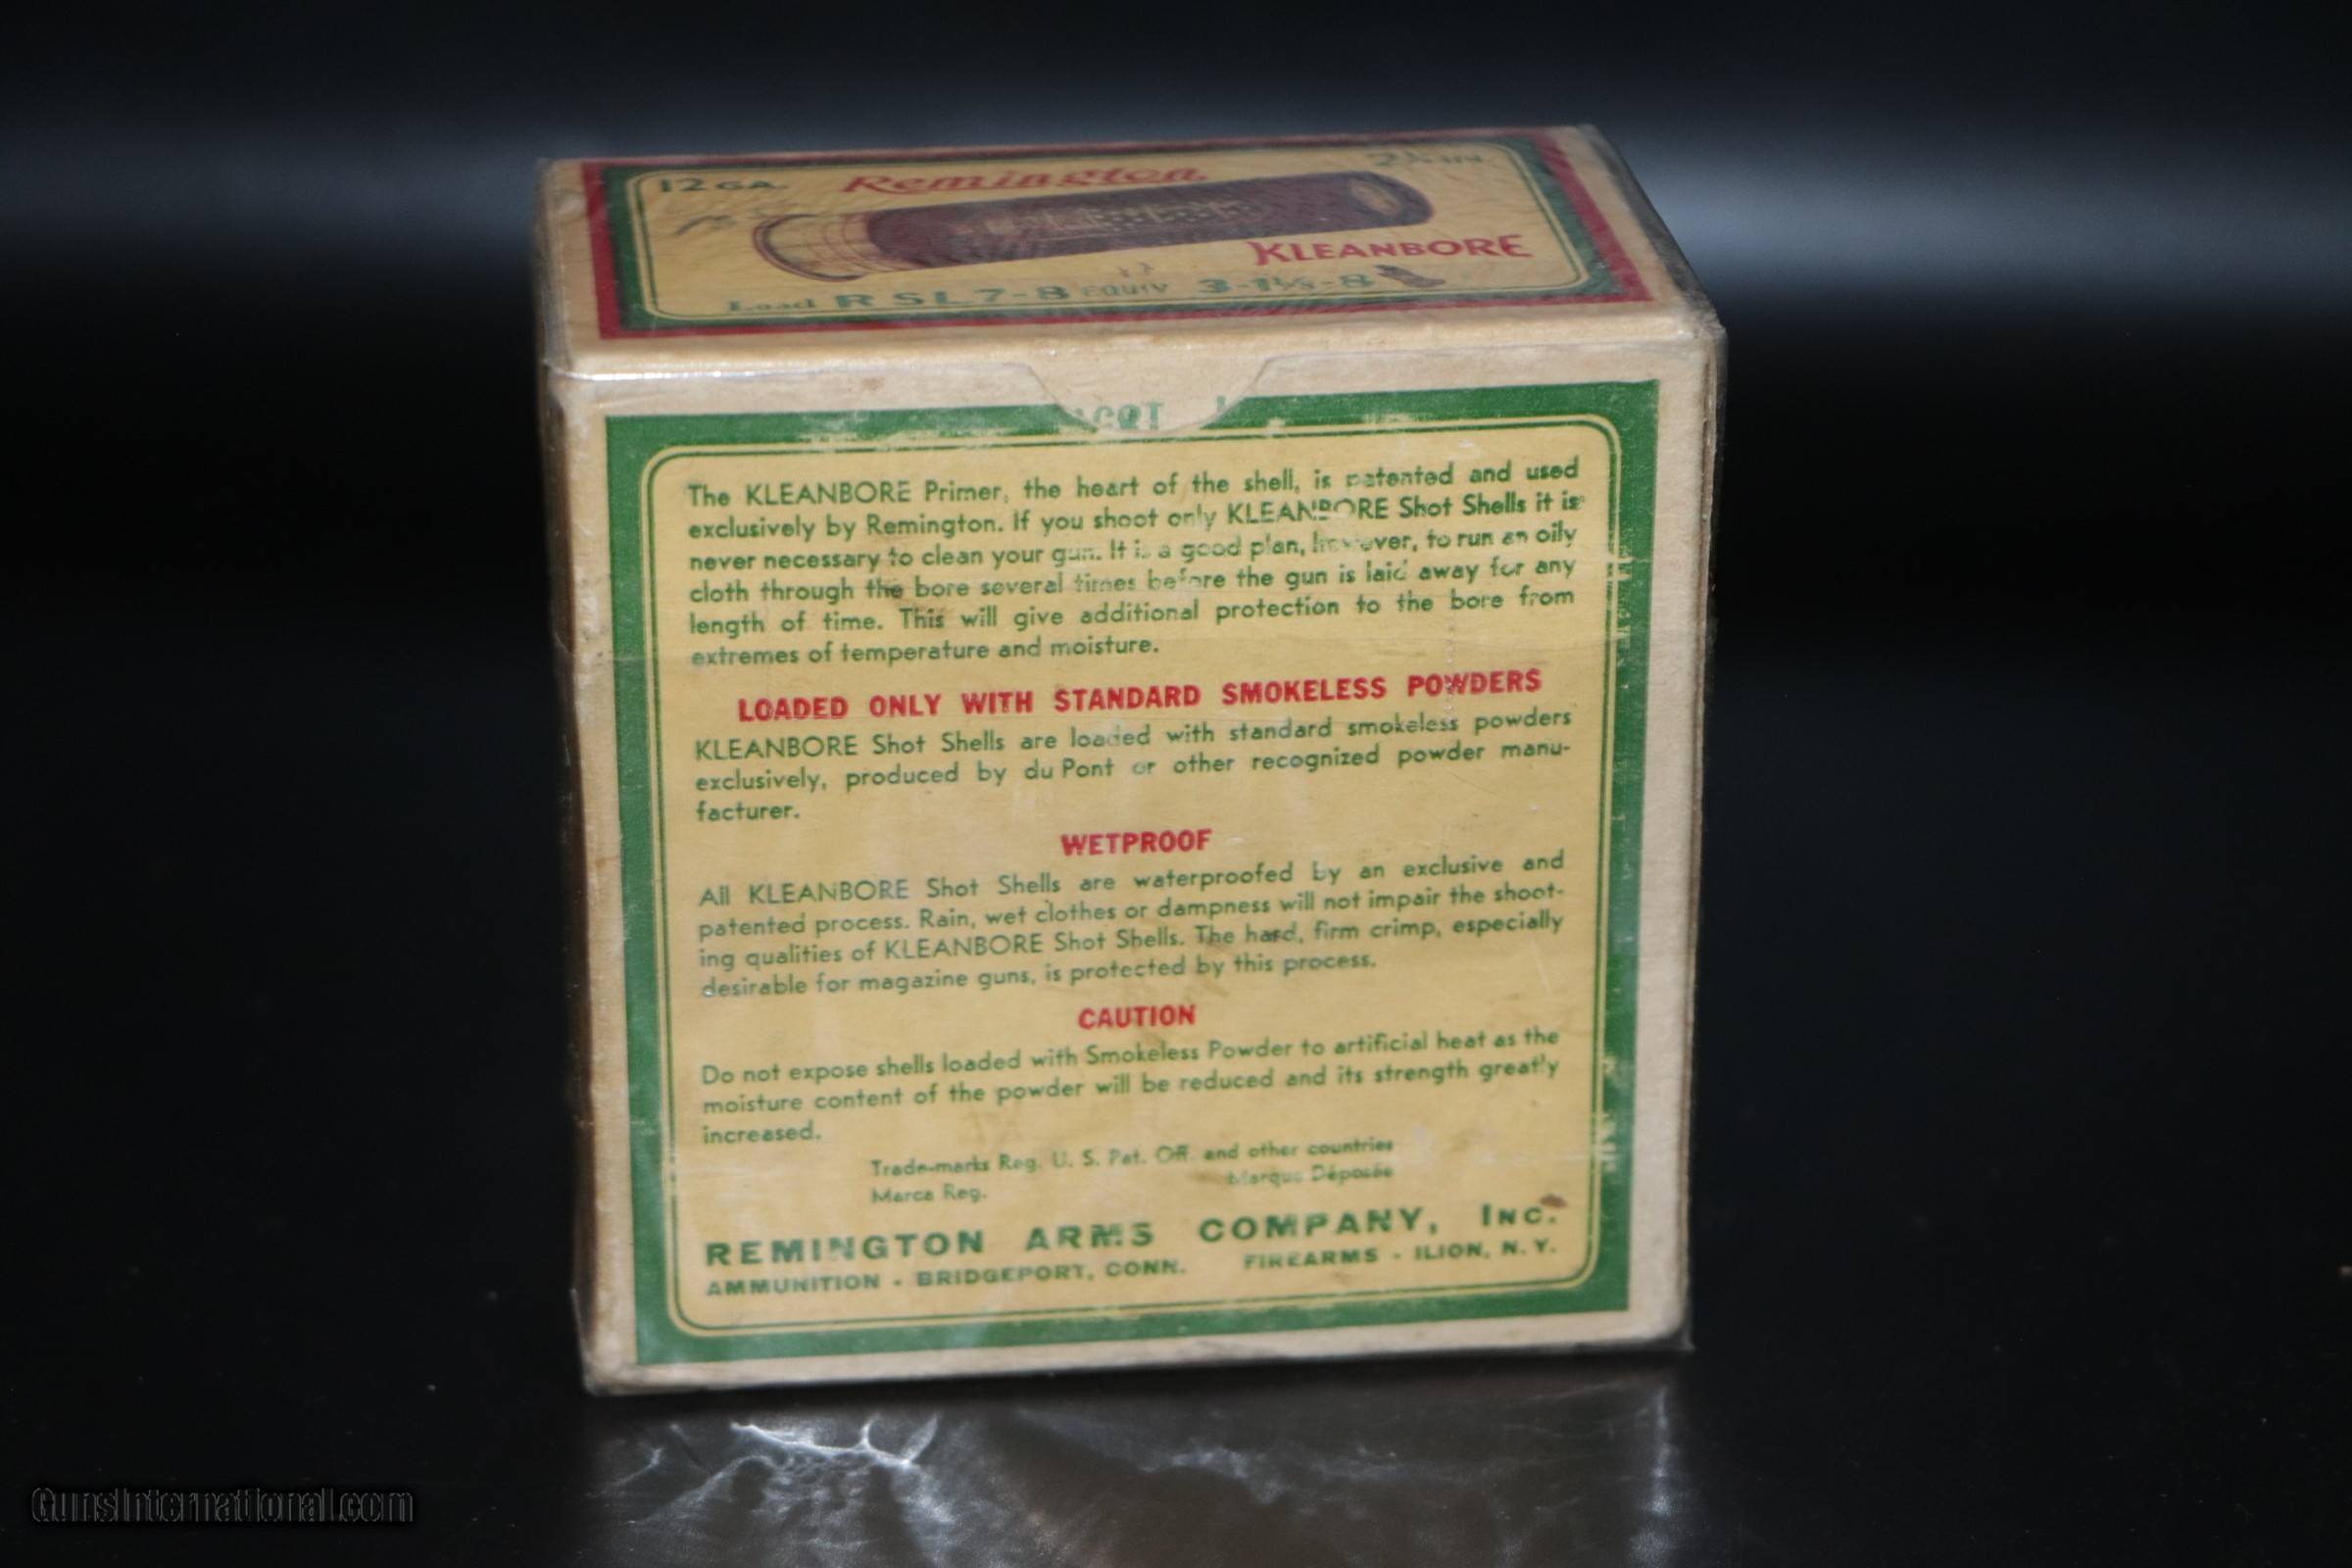 12 GA.
Remington
KLEANBORE
Load RSL7-8 EQUIV 3-1⅛-8
The KLEANBORE Primer, the heart of the shell, is patented and used
exclusively by Remington. If you shoot only KLEANBORE Shot Shells it is
never necessary to clean your gun. It is a good plan, however, to run an oily
cloth through the bore several times before the gun is laid away for any
length of time. This will give additional protection to the bore from
extremes of temperature and moisture.
LOADED ONLY WITH STANDARD SMOKELESS POWDERS
KLEANBORE Shot Shells are loaded with standard smokeless powders
exclusively, produced by du Pont or other recognized powder manu-
facturer.
WETPROOF
All KLEANBORE Shot Shells are waterproofed by an exclusive and
patented process. Rain, wet clothes or dampness will not impair the shoot-
ing qualities of KLEANBORE Shot Shells. The hard, firm crimp, especially
desirable for magazine guns, is protected by this process.
CAUTION
Do not expose shells loaded with Smokeless Powder to artificial heat as the
moisture content of the powder will be reduced and its strength greatly
increased.
Trade-marks Reg. U. S. Pat. Off. and other countries
Marca Reg. Marque Déposée
REMINGTON ARMS COMPANY, INC.
AMMUNITION - BRIDGEPORT, CONN. FIREARMS - ILION, N. Y.
GunsInternational.com